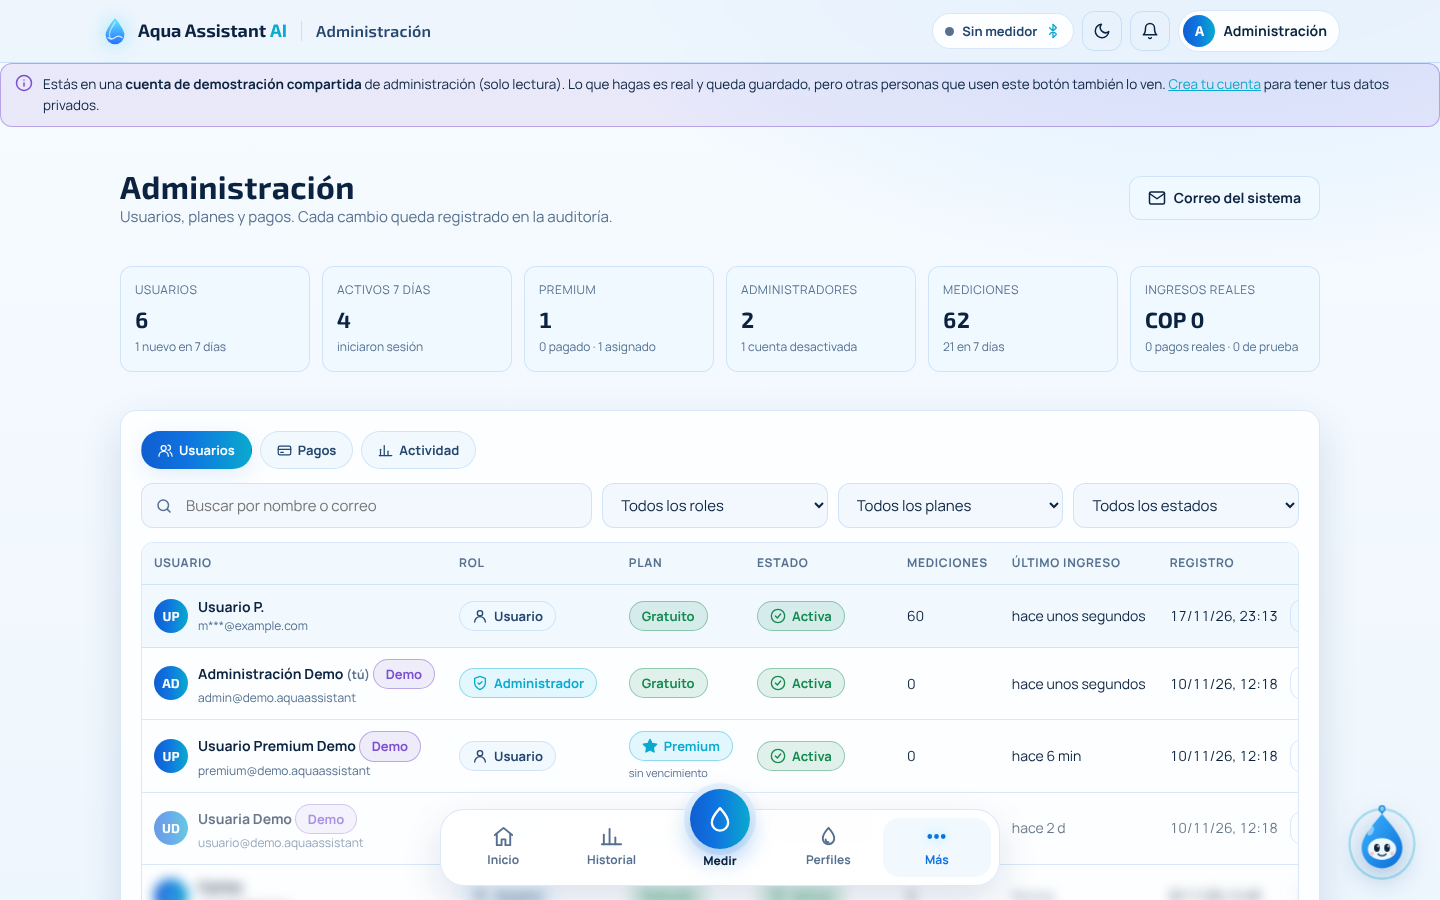 Aqua Assistant AI
Administración
Sin medidor
A
Administración
Estás en una cuenta de demostración compartida de administración (solo lectura). Lo que hagas es real y queda guardado, pero otras personas que usen este botón también lo ven. Crea tu cuenta para tener tus datos
privados.
Administración
Usuarios, planes y pagos. Cada cambio queda registrado en la auditoría.
Correo del sistema
USUARIOS
6
1 nuevo en 7 días
ACTIVOS 7 DÍAS
4
iniciaron sesión
PREMIUM
1
0 pagado · 1 asignado
ADMINISTRADORES
2
1 cuenta desactivada
MEDICIONES
62
21 en 7 días
INGRESOS REALES
COP 0
0 pagos reales · 0 de prueba
Usuarios
Pagos
Actividad
Buscar por nombre o correo
Todos los roles
Todos los planes
Todos los estados
USUARIO ROL PLAN ESTADO MEDICIONES ÚLTIMO INGRESO REGISTRO
UP Usuario P. Usuario Gratuito Activa 60 hace unos segundos 17/11/26, 23:13
m***@example.com
AD Administración Demo (tú) Demo Administrador Gratuito Activa 0 hace unos segundos 10/11/26, 12:18
admin@demo.aquaassistant
UP Usuario Premium Demo Demo Usuario Premium Activa 0 hace 6 min 10/11/26, 12:18
premium@demo.aquaassistant
sin vencimiento
UD Usuaria Demo Demo hace 2 d 10/11/26, 12:18
usuario@demo.aquaassistant
Inicio
Historial
Medir
Perfiles
Más